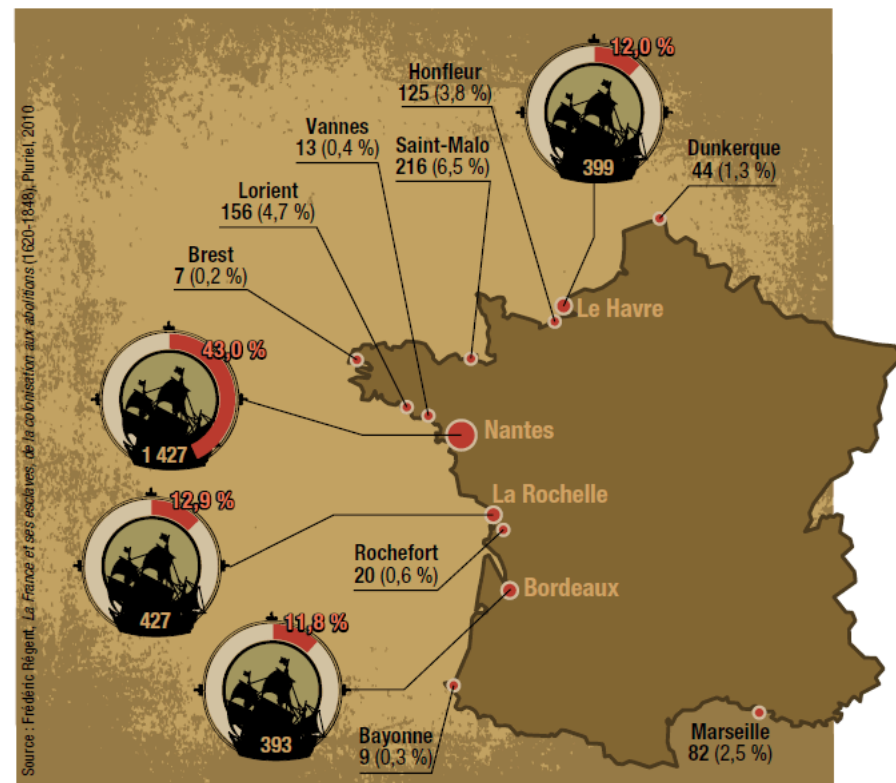 12,0 %
399
Honfleur
125 (3,8 %)
Vannes
13 (0,4 %)
Saint-Malo
216 (6,5 %)
Dunkerque
44 (1,3 %)
Lorient
156 (4,7 %)
Brest
7 (0,2 %)
Le Havre
43,0 %
1 427
Nantes
12,9 %
427
La Rochelle
Rochefort
20 (0,6 %)
Bordeaux
11,8 %
393
Bayonne
9 (0,3 %)
Marseille
82 (2,5 %)
Source : Frédéric Régent, La France et ses esclaves, de la colonisation aux abolitions (1620-1848), Pluriel, 2010